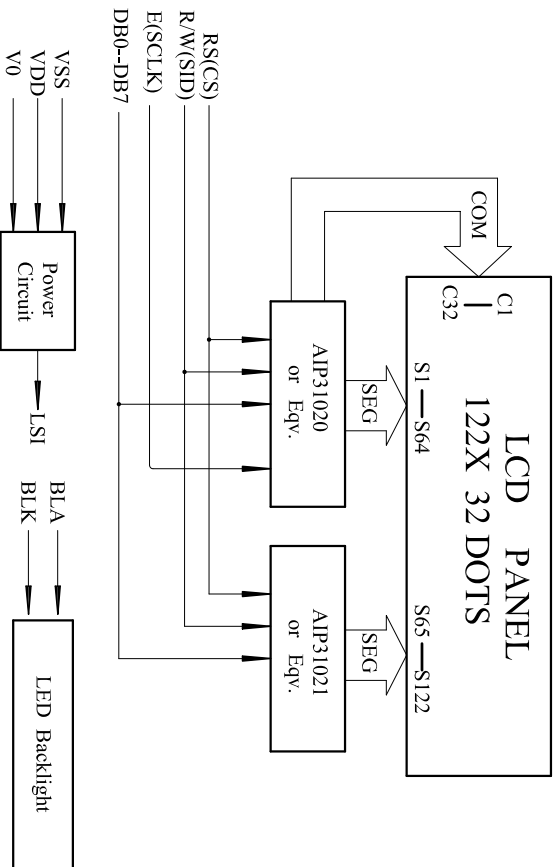 LCD PANEL
122X 32 DOTS
C1
C32
S1
S64
S65
S122
COM
SEG
SEG
AIP31020
or Eqv.
AIP31021
or Eqv.
RS(CS)
R/W(SID)
E(SCLK)
DB0--DB7
VSS
VDD
V0
Power
Circuit
LSI
BLA
BLK
LED Backlight